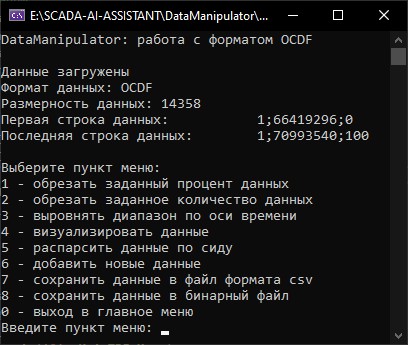 E:\SCADA-AI-ASSISTANT\DataManipulator\...
DataManipulator: работа с форматом OCDF
Данные загружены
Формат данных: OCDF
Размерность данных: 14358
Первая строка данных: 1;66419296;0
Последняя строка данных: 1;70993540;100
Выберите пункт меню:
1 - обрезать заданный процент данных
2 - обрезать заданное количество данных
3 - выровнять диапазон по оси времени
4 - визуализировать данные
5 - распарсить данные по сиду
6 - добавить новые данные
7 - сохранить данные в файл формата csv
8 - сохранить данные в бинарный файл
0 - выход в главное меню
Введите пункт меню: